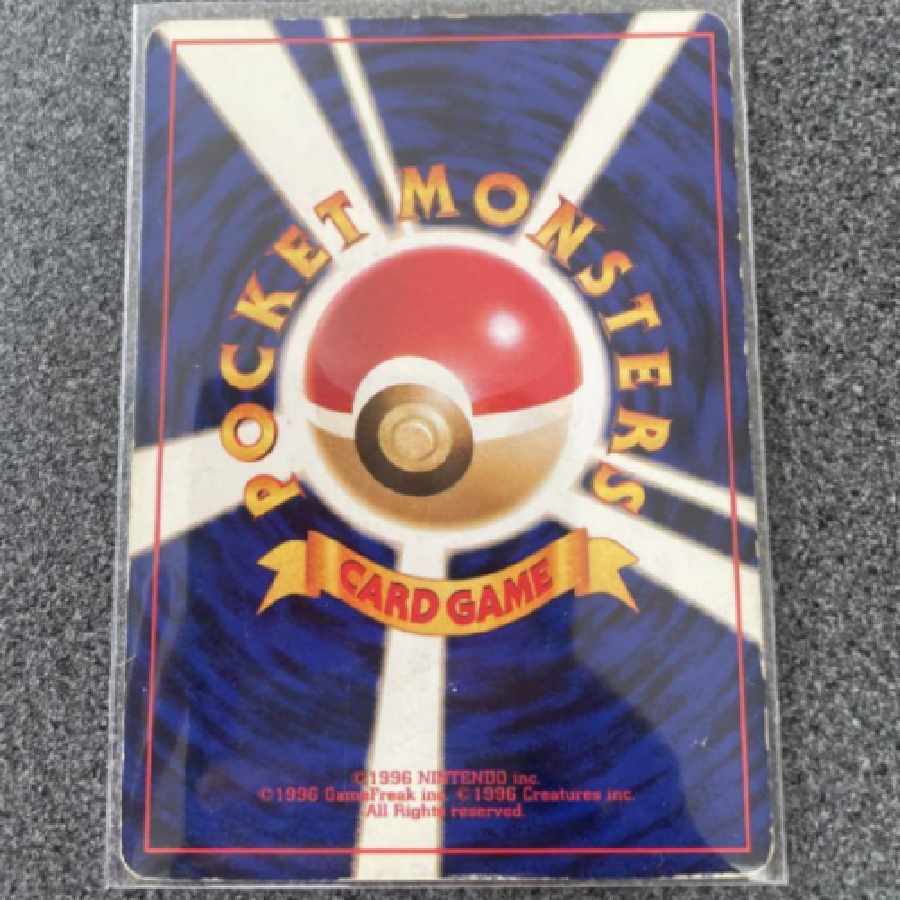 POCKET MONSTERS
CARD GAME
©1996 NINTENDO inc.
©1996 GameFreak inc. ©1996 Creatures inc.
All Rights reserved.